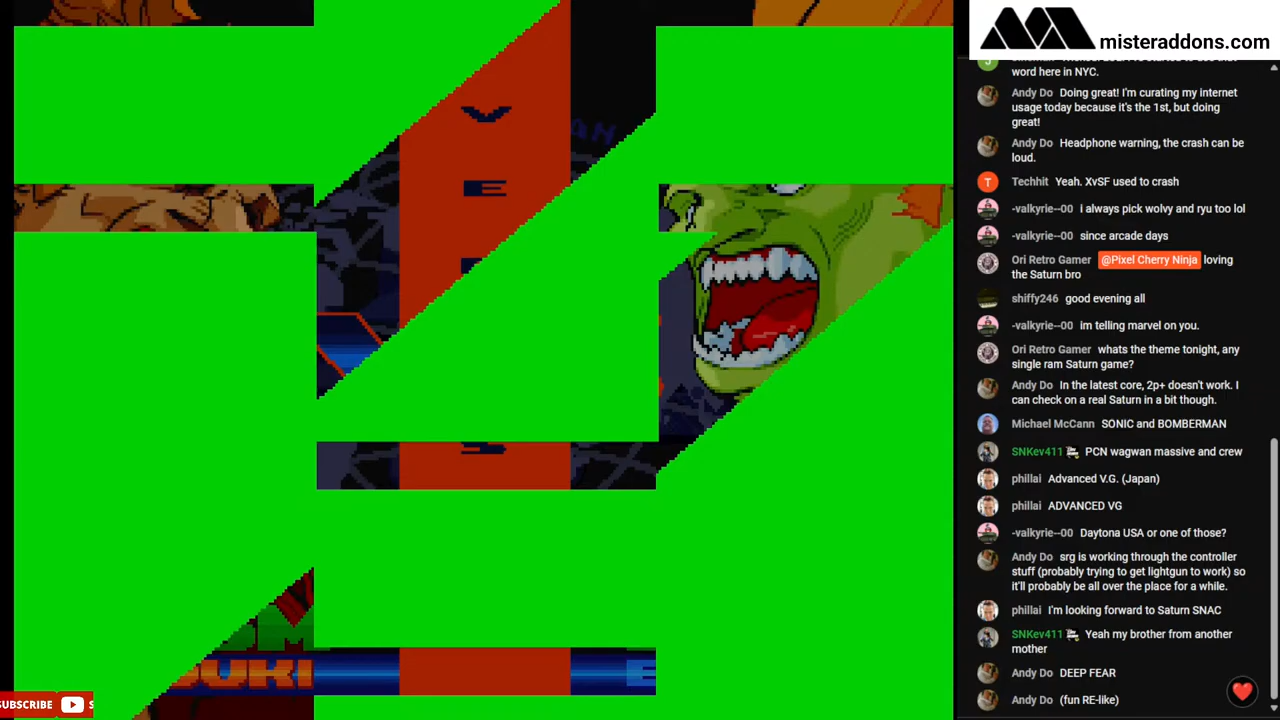 misteraddons.com
word here in NYC.
Andy Do Doing great! I'm curating my internet
usage today because it's the 1st, but doing
great!
Andy Do Headphone warning, the crash can be
loud.
T Techhit Yeah. XvSF used to crash
-valkyrie--00 i always pick wolvy and ryu too lol
-valkyrie--00 since arcade days
Ori Retro Gamer @Pixel Cherry Ninja loving
the Saturn bro
shiffy246 good evening all
-valkyrie--00 im telling marvel on you.
Ori Retro Gamer whats the theme tonight, any
single ram Saturn game?
Andy Do In the latest core, 2p+ doesn't work. I
can check on a real Saturn in a bit though.
Michael McCann SONIC and BOMBERMAN
SNKev411 PCN wagwan massive and crew
phillai Advanced V.G. (Japan)
phillai ADVANCED VG
-valkyrie--00 Daytona USA or one of those?
Andy Do srg is working through the controller
stuff (probably trying to get lightgun to work) so
it'll probably be all over the place for a while.
phillai I'm looking forward to Saturn SNAC
SNKev411 Yeah my brother from another
mother
Andy Do DEEP FEAR
Andy Do (fun RE-like)
V
E
UKI
E
SUBSCRIBE